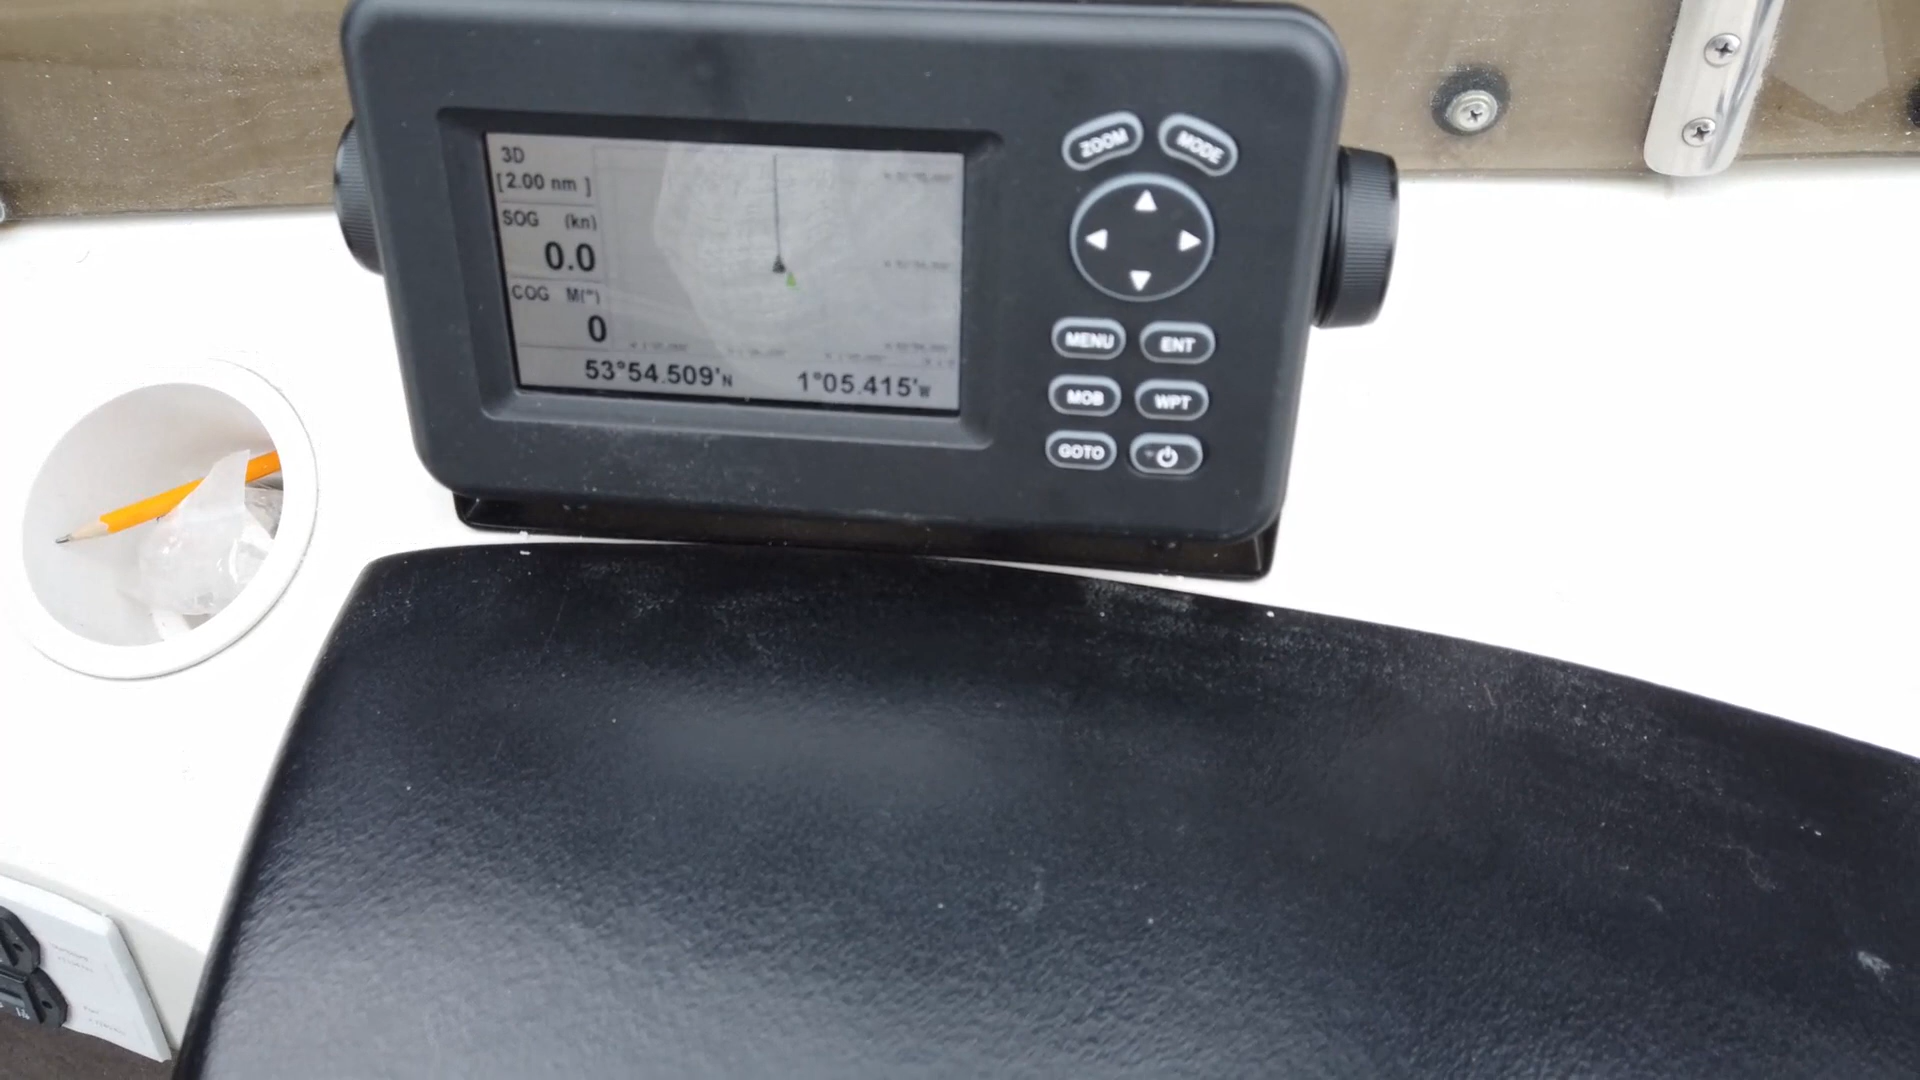 3D
[2.00 nm ]
SOG (kn)
0.0
COG M(°)
0
53°54.509'N 1°05.415'W
ZOOM MODE
MENU ENT
MOB WPT
GOTO